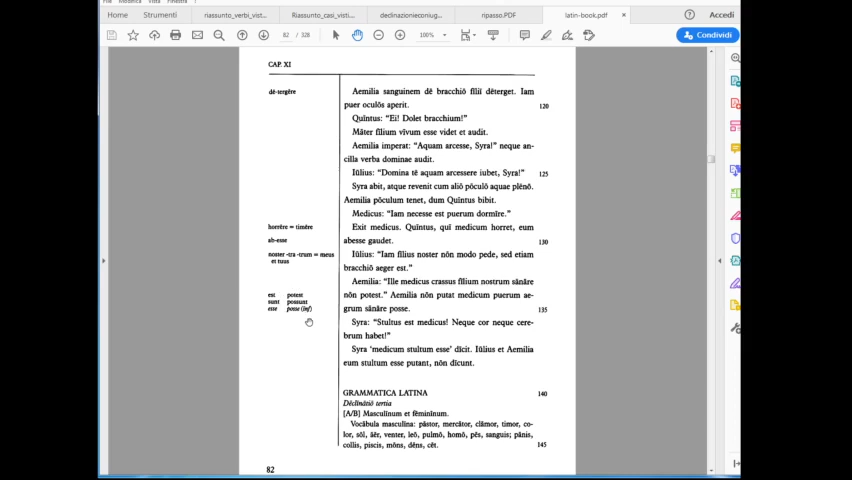 Modifica Vista Finestra
Home Strumenti riassunto_verbi_vist... Riassunto_casi_visti... declinazionieconiug... ripasso.PDF latin-book.pdf × Accedi
82 / 328 100% Condividi
CAP. XI
dē-tergēre
Aemilia sanguinem dē bracchiō fīliī dēterget. Iam
puer oculōs aperit. 120
Quīntus: “Ei! Dolet bracchium!”
Māter fīlium vīvum esse videt et audit.
Aemilia imperat: “Aquam arcesse, Syra!” neque an-
cilla verba dominae audit.
Iūlius: “Domina tē aquam arcessere iubet, Syra!” 125
Syra abit, atque revenit cum aliō pōculō aquae plēnō.
Aemilia pōculum tenet, dum Quīntus bibit.
Medicus: “Iam necesse est puerum dormīre.”
horrēre = timēre
Exit medicus. Quīntus, quī medicum horret, eum
ab-esse
abesse gaudet. 130
noster -tra -trum = meus
et tuus
Iūlius: “Iam fīlius noster nōn modo pede, sed etiam
bracchiō aeger est.”
Aemilia: “Ille medicus crassus fīlium nostrum sānāre
est potest
nōn potest.” Aemilia nōn putat medicum puerum ae-
sunt possunt
esse posse (īnf)
grum sānāre posse. 135
Syra: “Stultus est medicus! Neque cor neque cere-
brum habet!”
Syra ‘medicum stultum esse’ dīcit. Iūlius et Aemilia
eum stultum esse putant, nōn dīcunt.
GRAMMATICA LATINA 140
Dēclīnātiō tertia
[A/B] Masculīnum et fēminīnum.
Vocābula masculīna: pāstor, mercātor, clāmor, timor, co-
lor, sōl, āēr, venter, leō, pulmō, homō, pēs, sanguis; pānis,
collis, piscis, mōns, dēns, cēt. 145
82